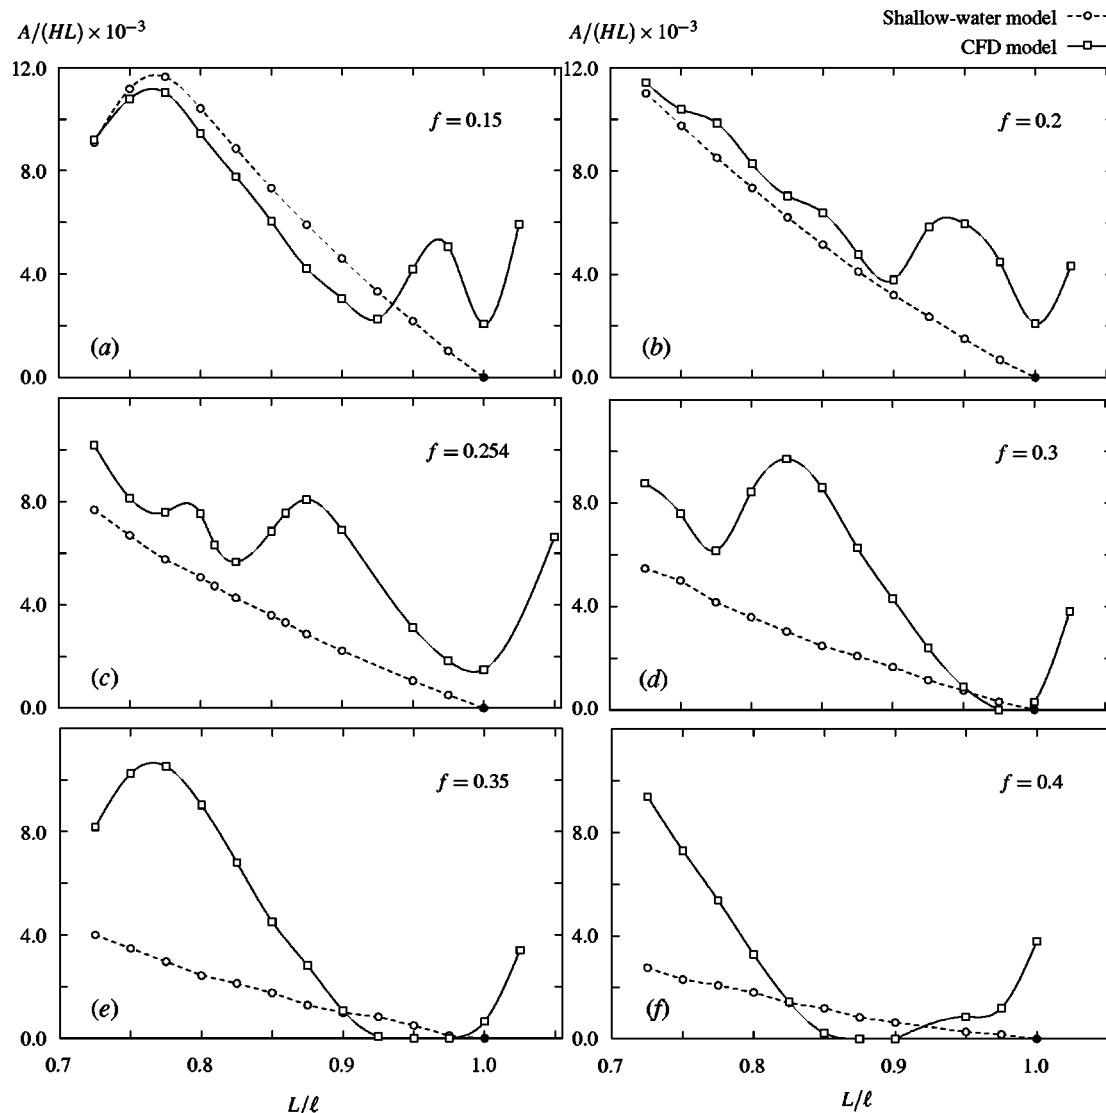 A/(HL) × 10⁻³
A/(HL) × 10⁻³
Shallow-water model
CFD model
12.0
8.0
4.0
0.0
f = 0.15
(a)
12.0
8.0
4.0
0.0
f = 0.2
(b)
8.0
4.0
0.0
f = 0.254
(c)
8.0
4.0
0.0
f = 0.3
(d)
8.0
4.0
0.0
f = 0.35
(e)
0.7 0.8 0.9 1.0
L/ℓ
8.0
4.0
0.0
f = 0.4
(f)
0.7 0.8 0.9 1.0
L/ℓ